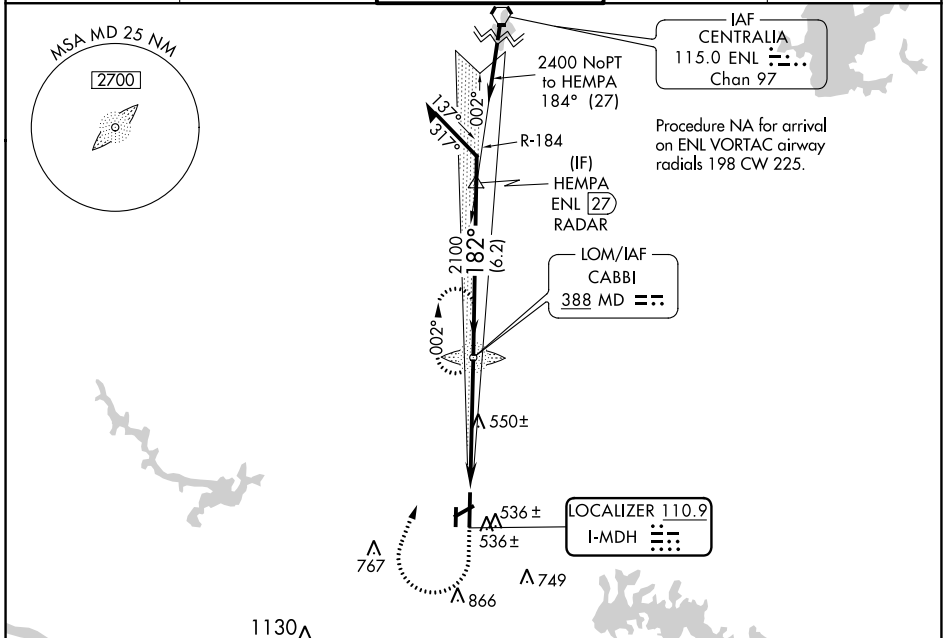 MSA MD 25 NM
2700
IAF
CENTRALIA
115.0 ENL
Chan 97
2400 NoPT
to HEMPA
184° (27)
002°
137°
317°
R-184
Procedure NA for arrival
on ENL VORTAC airway
radials 198 CW 225.
(IF)
HEMPA
ENL 27
RADAR
2100
182°
(6.2)
LOM/IAF
CABBI
388 MD
002°
550±
536±
536±
LOCALIZER 110.9
I-MDH
767
749
866
1130